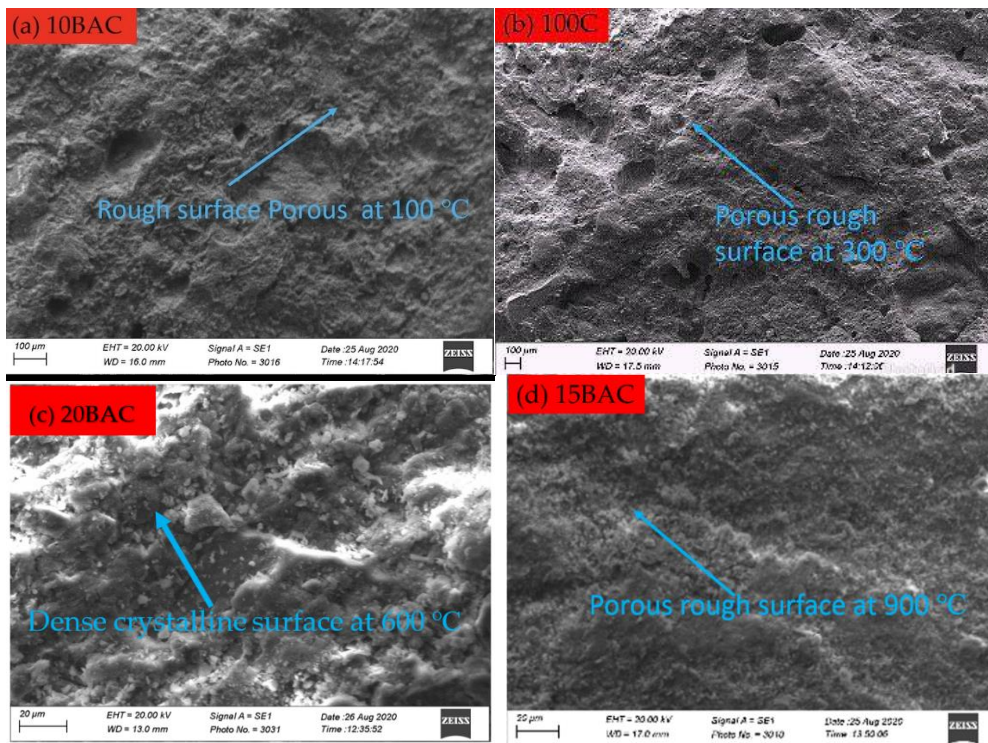 (a) 10BAC
Rough surface Porous at 100 °C
100 µm
EHT = 20.00 kV
WD = 16.0 mm
Signal A = SE1
Photo No. = 3016
Date :25 Aug 2020
Time :14:17:54
ZEISS
(b) 100C
Porous rough
surface at 300 °C
100 µm
EHT = 20.00 kV
WD = 17.5 mm
Signal A = SE1
Photo No. = 3015
Date :25 Aug 2020
ZEISS
(c) 20BAC
Dense crystalline surface at 600 °C
20 µm
EHT = 20.00 kV
WD = 13.0 mm
Signal A = SE1
Photo No. = 3031
Date :26 Aug 2020
Time :12:35:52
ZEISS
(d) 15BAC
Porous rough surface at 900 °C
20 µm
EHT = 20.00 kV
WD = 17.0 mm
Signal A = SE1
Date :25 Aug 2020
ZEISS